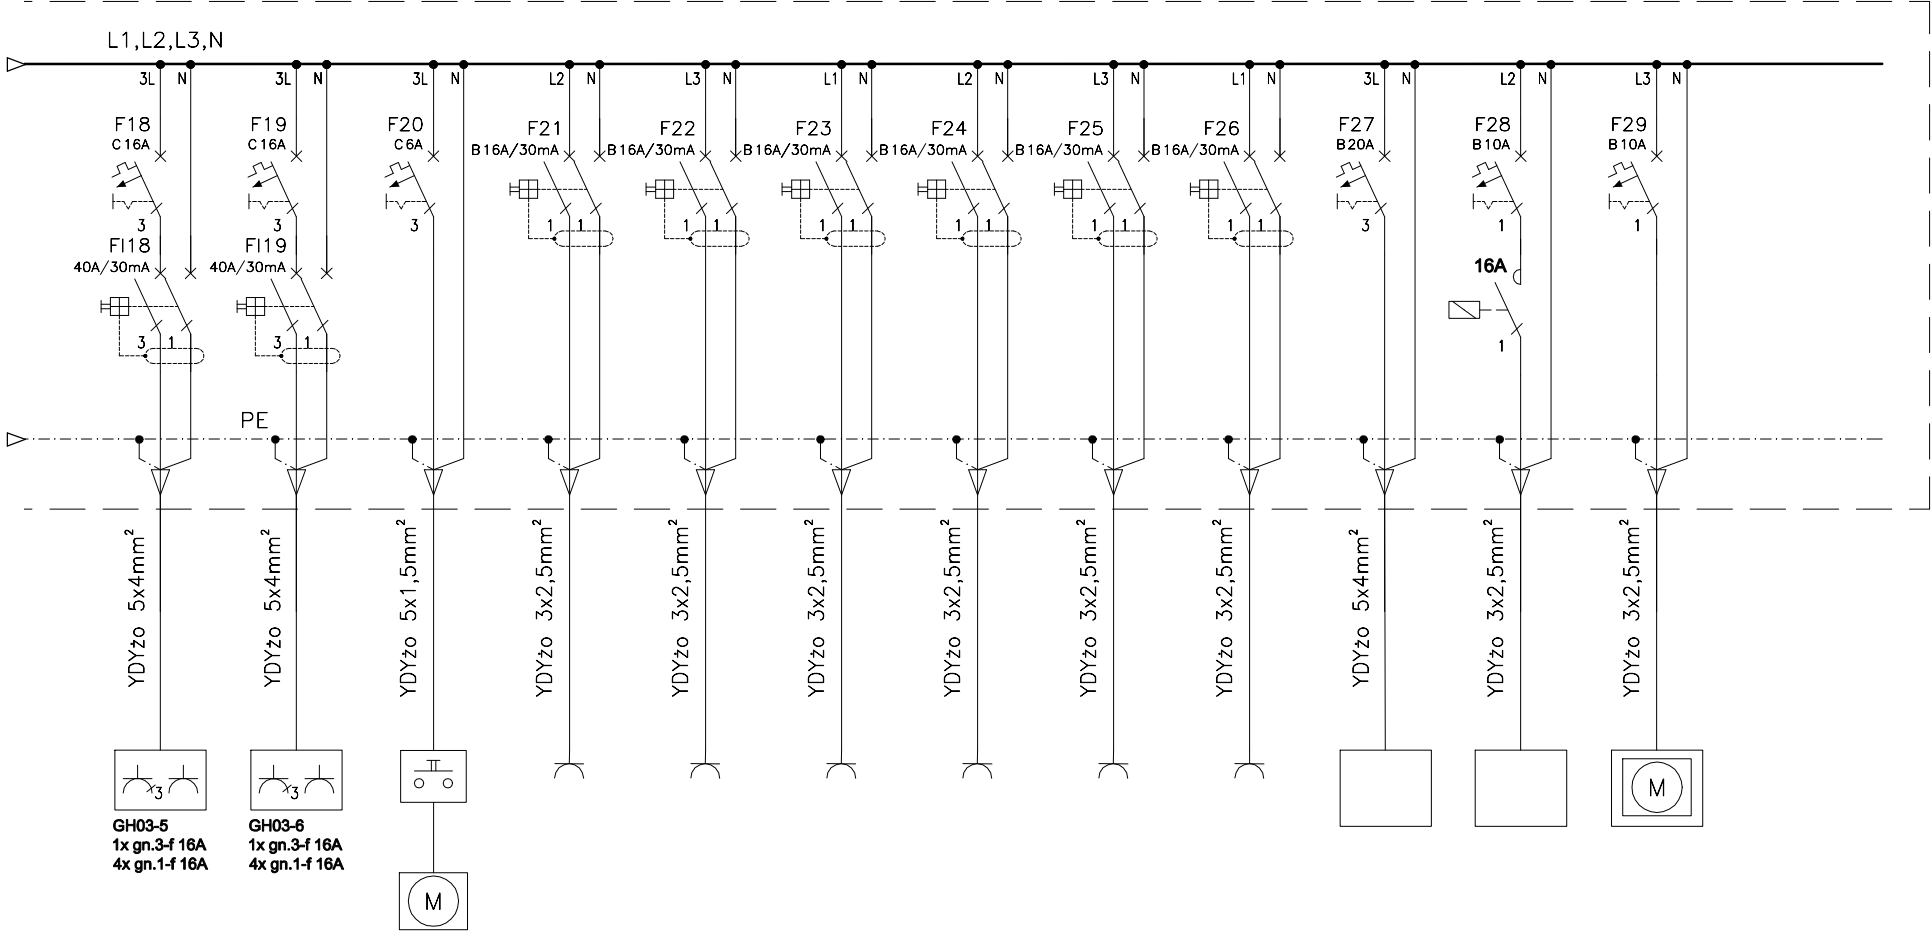 L1,L2,L3,N
3L N 3L N 3L N L2 N L3 N L1 N L2 N L3 N L1 N 3L N L2 N L3 N
F18 F19 F20 F21 F22 F23 F24 F25 F26 F27 F28 F29
C16A C16A C6A B16A/30mA B16A/30mA B16A/30mA B16A/30mA B16A/30mA B16A/30mA B20A B10A B10A
3 3 3 1 1 1 1 1 1 1 1 1 1 1 1 3 1 1
FI18 FI19
40A/30mA 40A/30mA 16A
3 1 3 1 1
PE
YDYżo 5x4mm²
YDYżo 5x4mm²
YDYżo 5x1,5mm²
YDYżo 3x2,5mm²
YDYżo 3x2,5mm²
YDYżo 3x2,5mm²
YDYżo 3x2,5mm²
YDYżo 3x2,5mm²
YDYżo 3x2,5mm²
YDYżo 5x4mm²
YDYżo 3x2,5mm²
YDYżo 3x2,5mm²
3 3 M
GH03-5
1x gn.3-f 16A
4x gn.1-f 16A
GH03-6
1x gn.3-f 16A
4x gn.1-f 16A
M